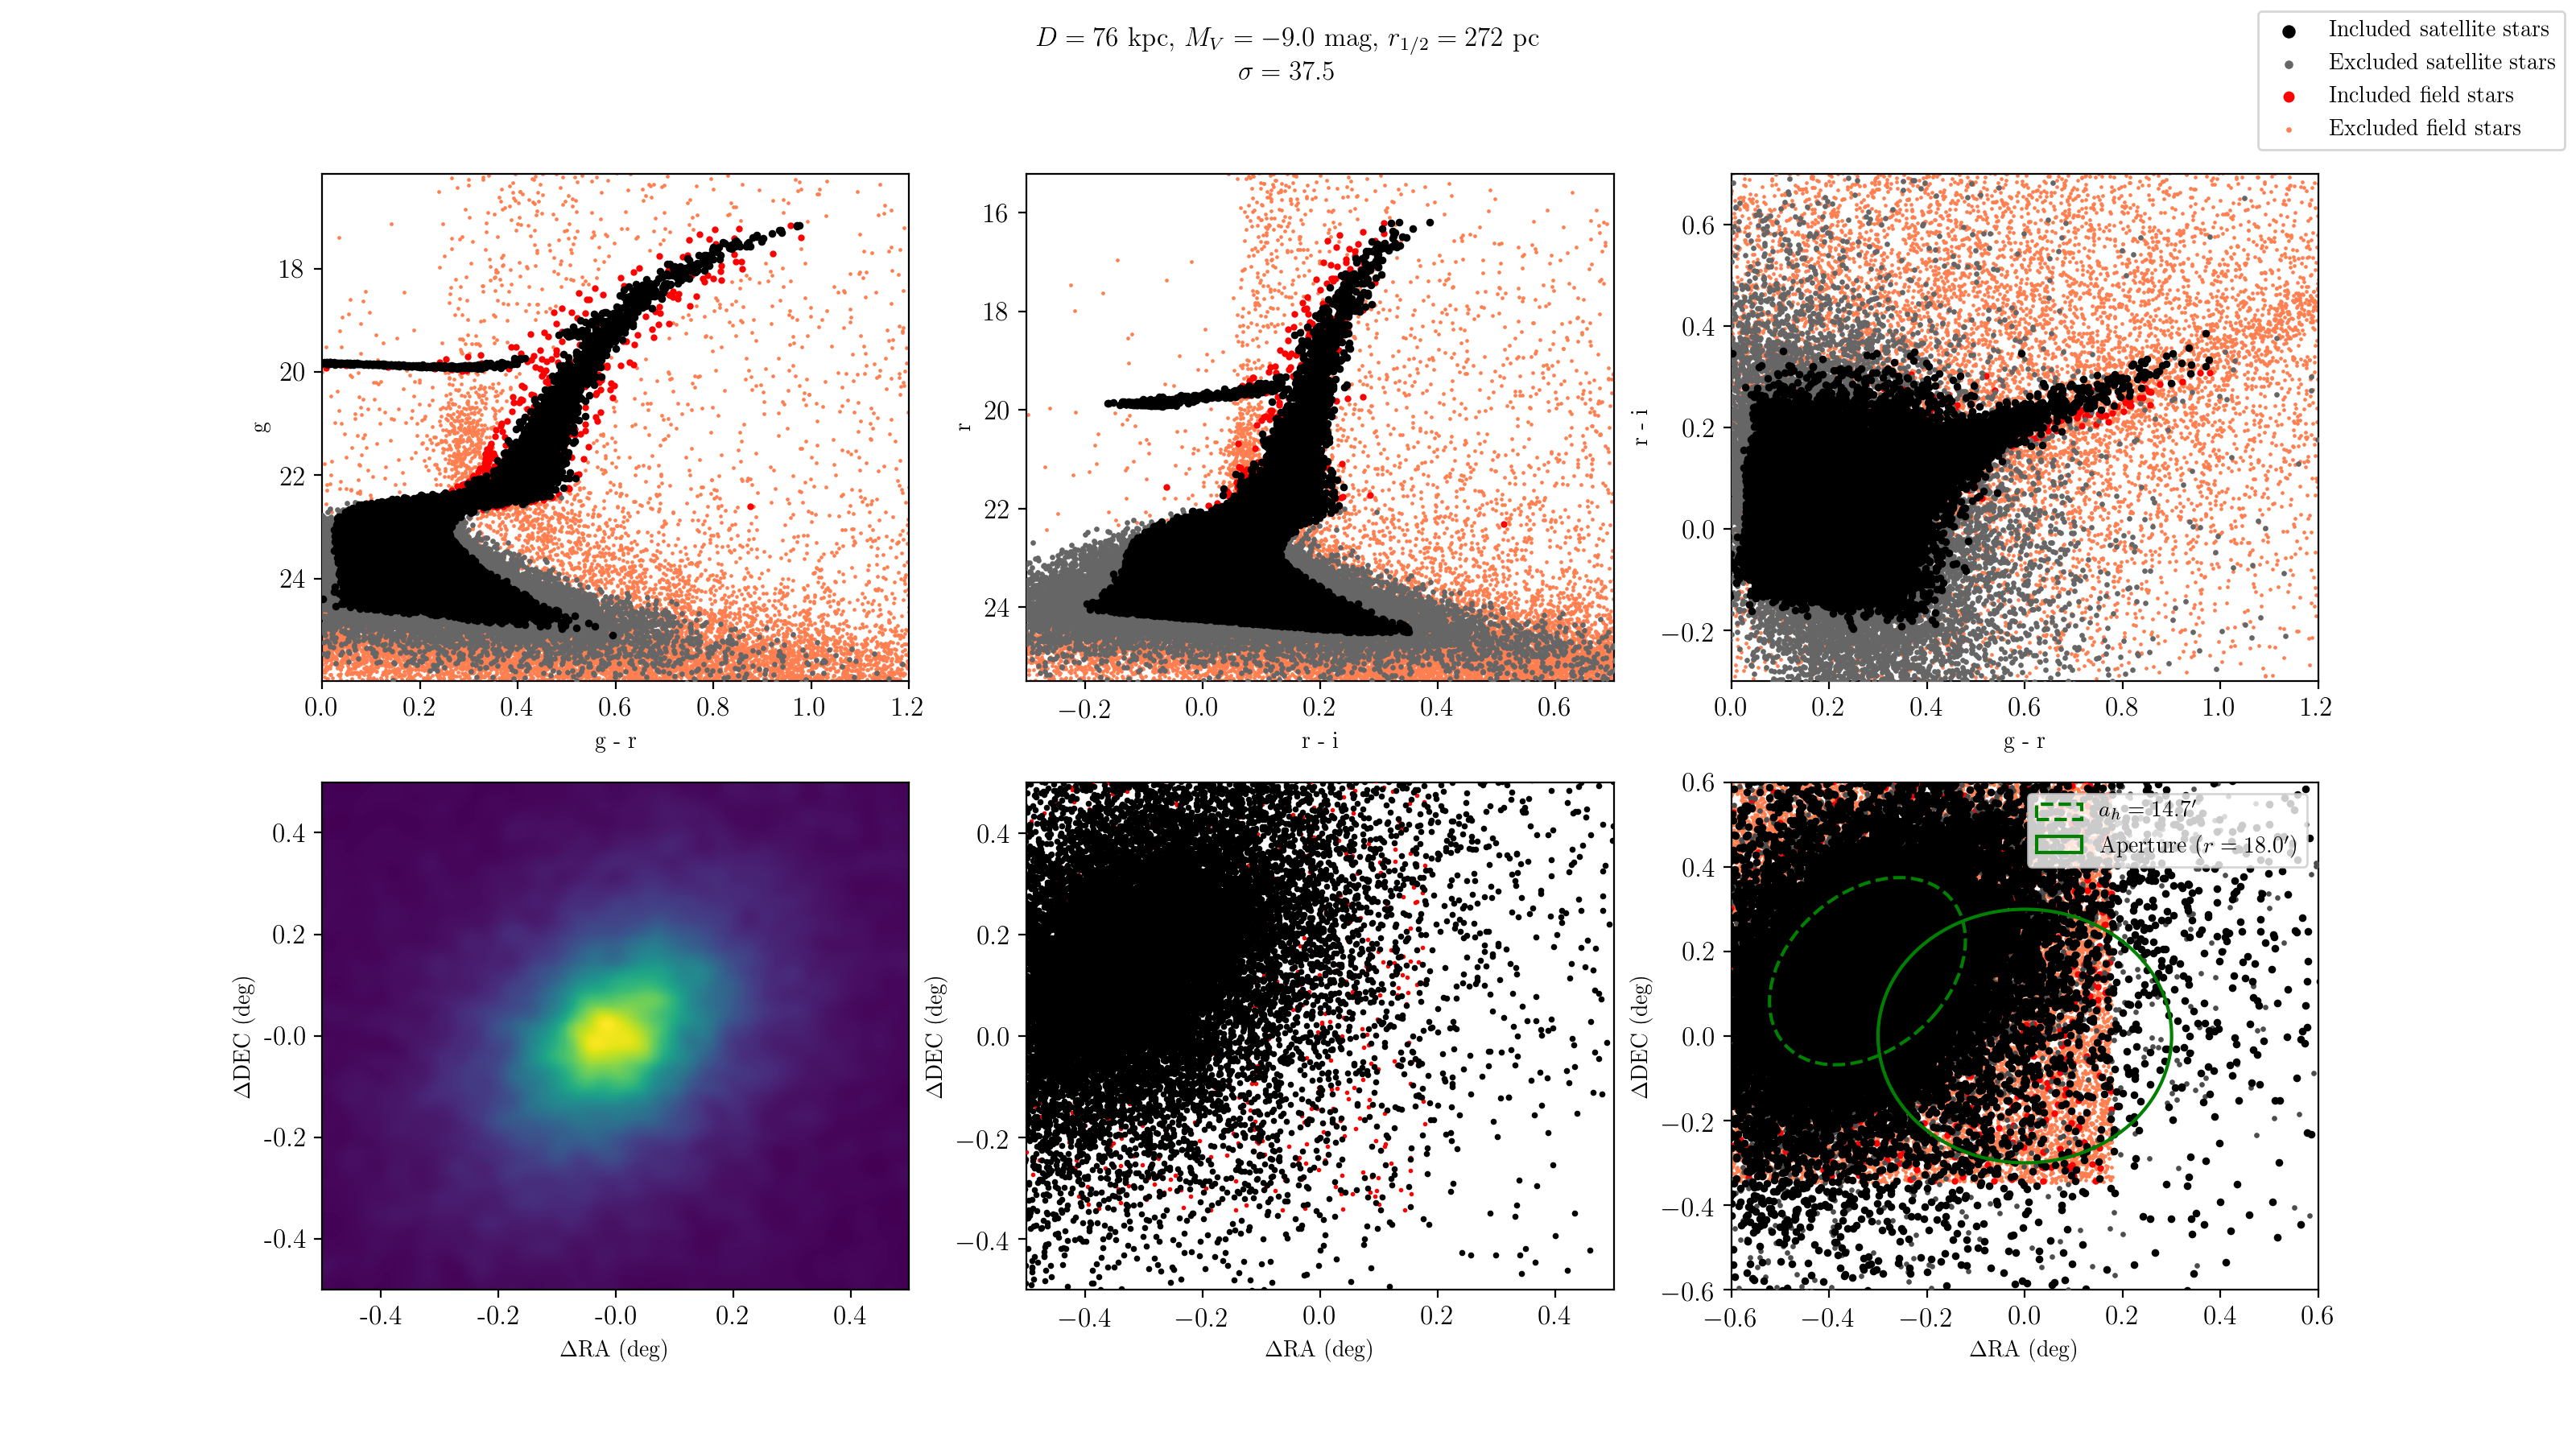 D = 76 kpc, M_V = −9.0 mag, r_{1/2} = 272 pc
σ = 37.5
Included satellite stars
Excluded satellite stars
Included field stars
Excluded field stars
18
20
22
24
g
0.0 0.2 0.4 0.6 0.8 1.0 1.2
g - r
16
18
20
22
24
r
−0.2 0.0 0.2 0.4 0.6
r - i
0.6
0.4
0.2
0.0
−0.2
r - i
0.0 0.2 0.4 0.6 0.8 1.0 1.2
g - r
0.4
0.2
-0.0
-0.2
-0.4
ΔDEC (deg)
-0.4 -0.2 -0.0 0.2 0.4
ΔRA (deg)
0.4
0.2
0.0
−0.2
−0.4
ΔDEC (deg)
−0.4 −0.2 0.0 0.2 0.4
ΔRA (deg)
a_h = 14.7′
Aperture (r = 18.0′)
0.6
0.4
0.2
0.0
−0.2
−0.4
−0.6
ΔDEC (deg)
−0.6 −0.4 −0.2 0.0 0.2 0.4 0.6
ΔRA (deg)